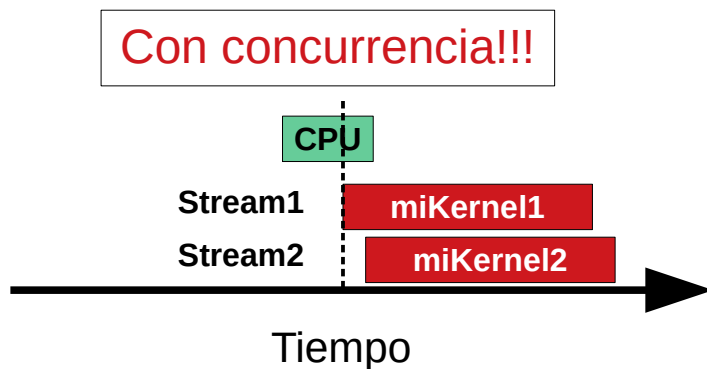 Con concurrencia!!!
CPU
Stream1 miKernel1
Stream2 miKernel2
Tiempo